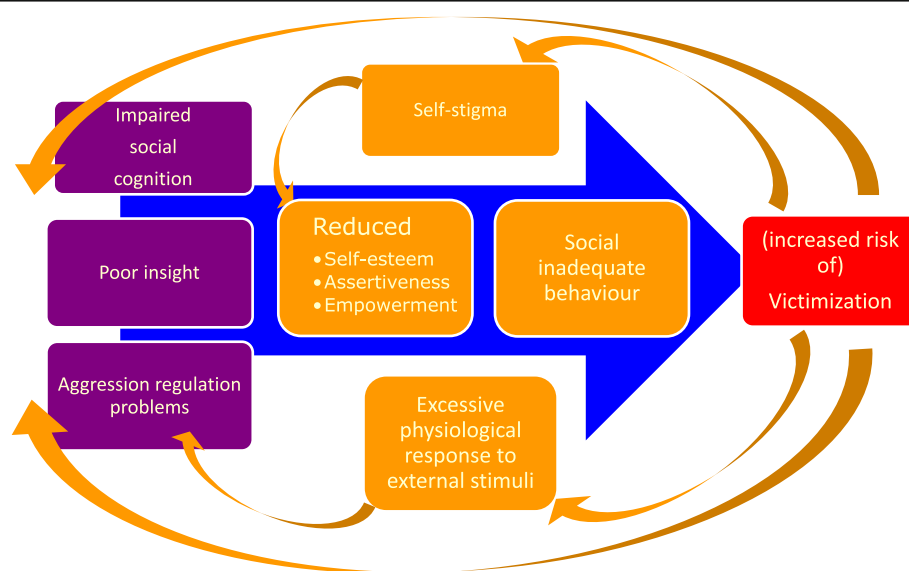 Impaired
social
cognition
Poor insight
Aggression regulation
problems
Self-stigma
Reduced
•Self-esteem
•Assertiveness
•Empowerment
Social
inadequate
behaviour
Excessive
physiological
response to
external stimuli
(increased risk
of)
Victimization